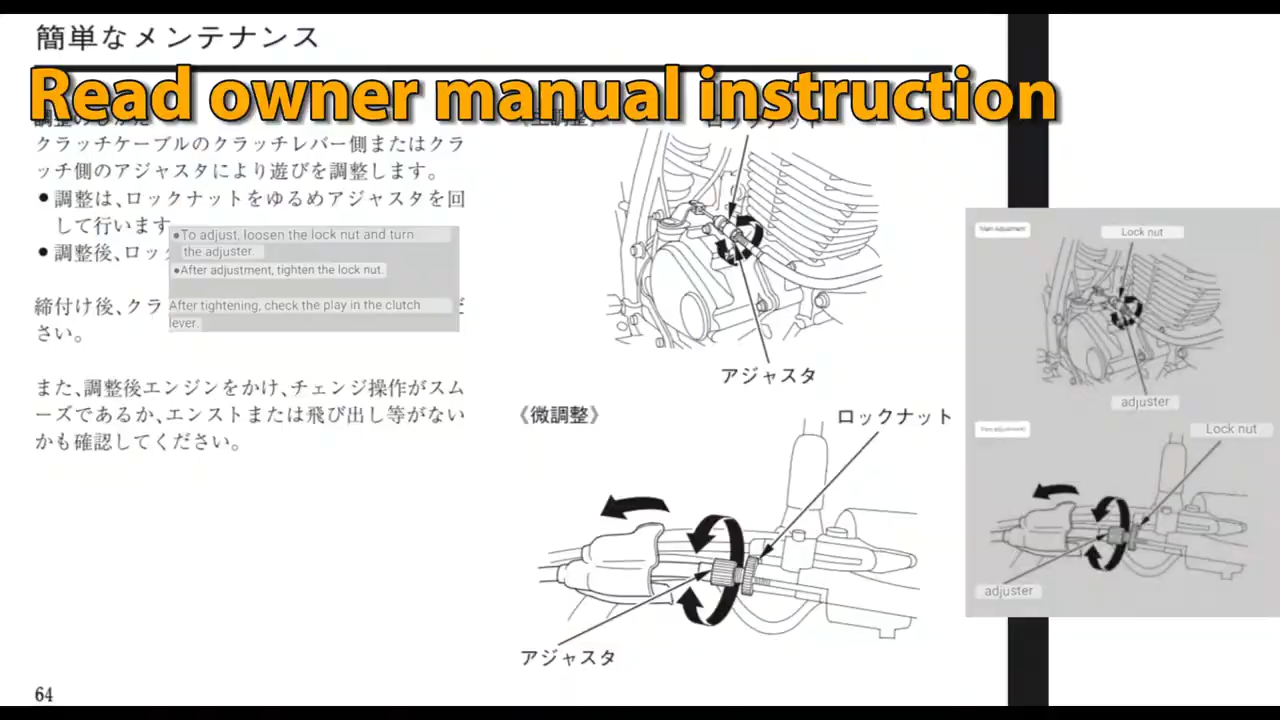 簡単なメンテナンス
Read owner manual instruction
クラッチケーブルのクラッチレバー側またはクラ
ッチ側のアジャスタにより遊びを調整します。
●調整は、ロックナットをゆるめアジャスタを回
して行います
●調整後、ロッ
●To adjust, loosen the lock nut and turn
the adjuster.
●After adjustment, tighten the lock nut.
締付け後、クラ
さい。
After tightening, check the play in the clutch
lever.
また、調整後エンジンをかけ、チェンジ操作がスム
ーズであるか、エンストまたは飛び出し等がない
かも確認してください。
64
ロックナット
アジャスタ
《微調整》
ロックナット
アジャスタ
Main Adjustment
Lock nut
adjuster
Lock nut
adjuster